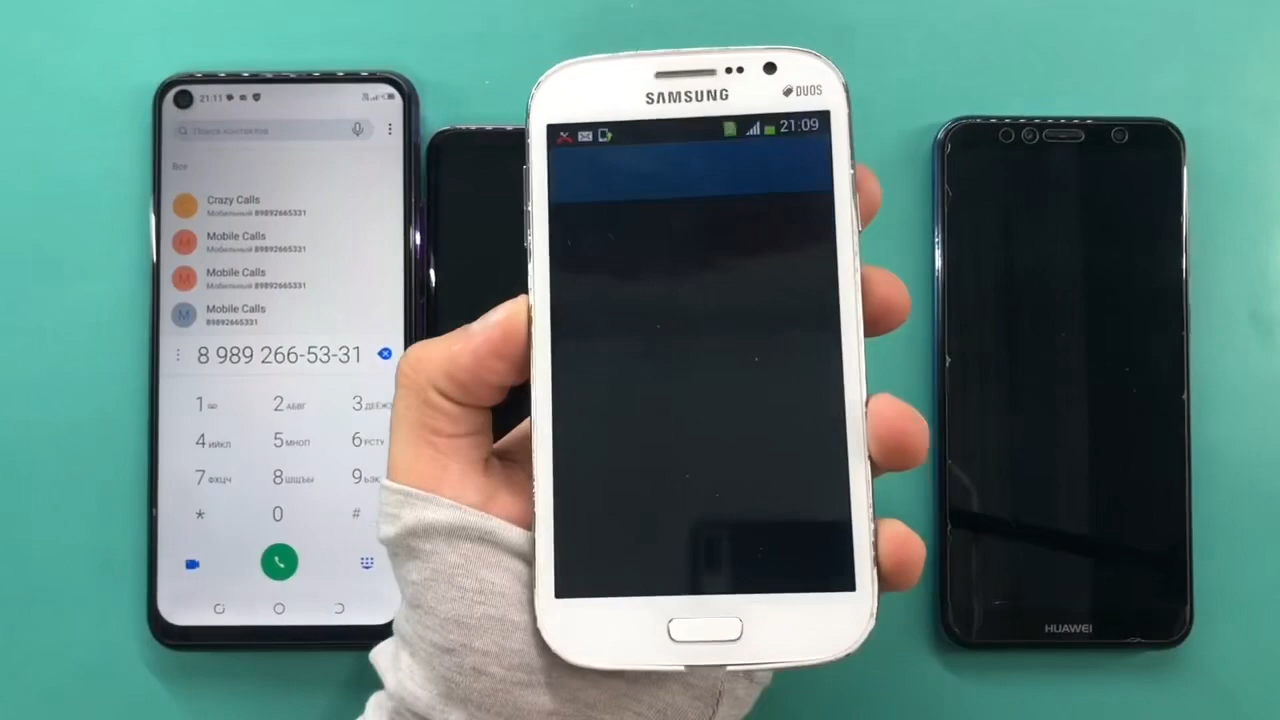 21:11
Поиск контактов
Все
Crazy Calls
Мобильный 89892665331
Mobile Calls
Мобильный 89892665331
Mobile Calls
Мобильный 89892665331
Mobile Calls
89892665331
M
M
M
8 989 266-53-31
1
2 АБВГ
3 ДЕЁЖ
4 ИЙКЛ
5 МНОП
6 РСТУ
7 ФХЦЧ
8 ШЩЪЫ
9
*
0
#
SAMSUNG
DUOS
21:09
HUAWEI